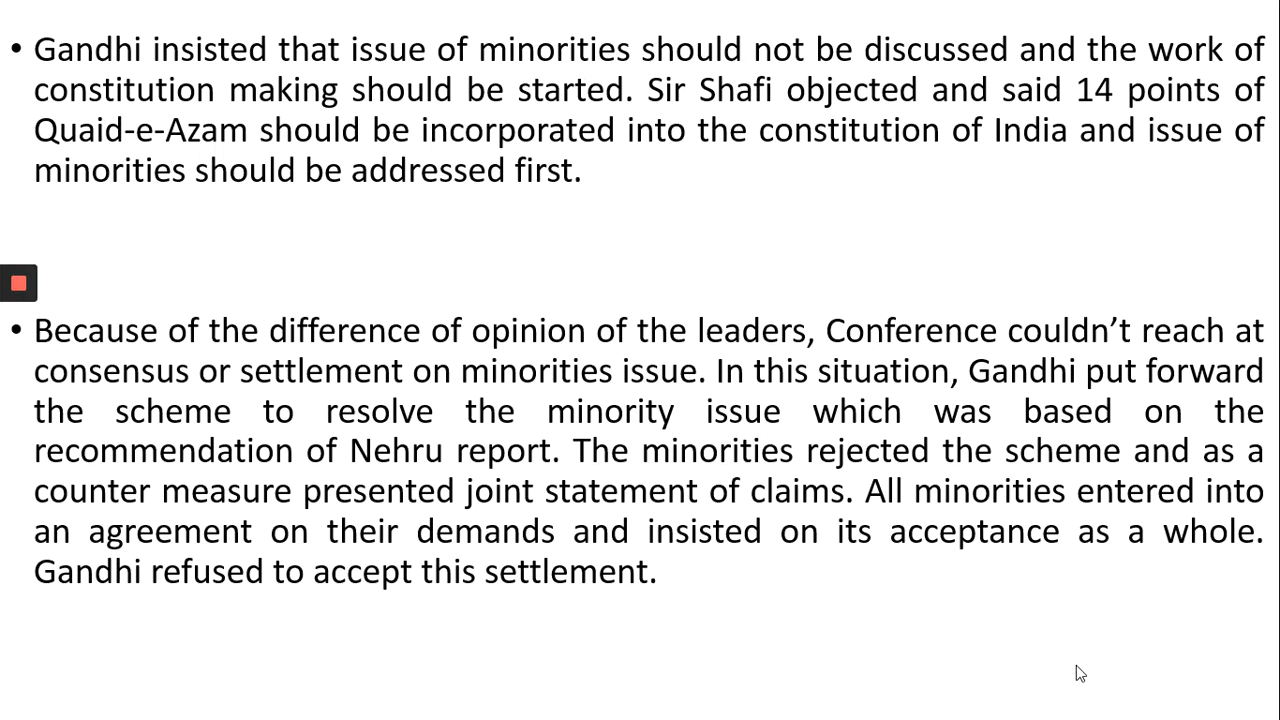 • Gandhi insisted that issue of minorities should not be discussed and the work of
constitution making should be started. Sir Shafi objected and said 14 points of
Quaid-e-Azam should be incorporated into the constitution of India and issue of
minorities should be addressed first.
• Because of the difference of opinion of the leaders, Conference couldn’t reach at
consensus or settlement on minorities issue. In this situation, Gandhi put forward
the scheme to resolve the minority issue which was based on the
recommendation of Nehru report. The minorities rejected the scheme and as a
counter measure presented joint statement of claims. All minorities entered into
an agreement on their demands and insisted on its acceptance as a whole.
Gandhi refused to accept this settlement.